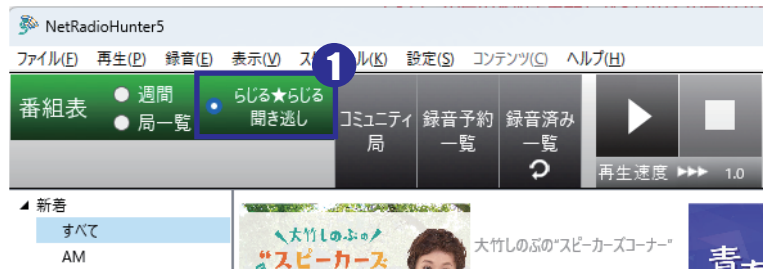 NetRadioHunter5
ファイル(F) 再生(P) 録音(E) 表示(V) ル(K) 設定(S) コンテンツ(C) ヘルプ(H)
1
番組表
週間
局一覧
らじる★らじる
聞き逃し
コミュニティ
局
録音予約
一覧
録音済み
一覧
再生速度 1.0
新着
すべて
AM
大竹しのぶの
"スピーカーズ
大竹しのぶの"スピーカーズコーナー"